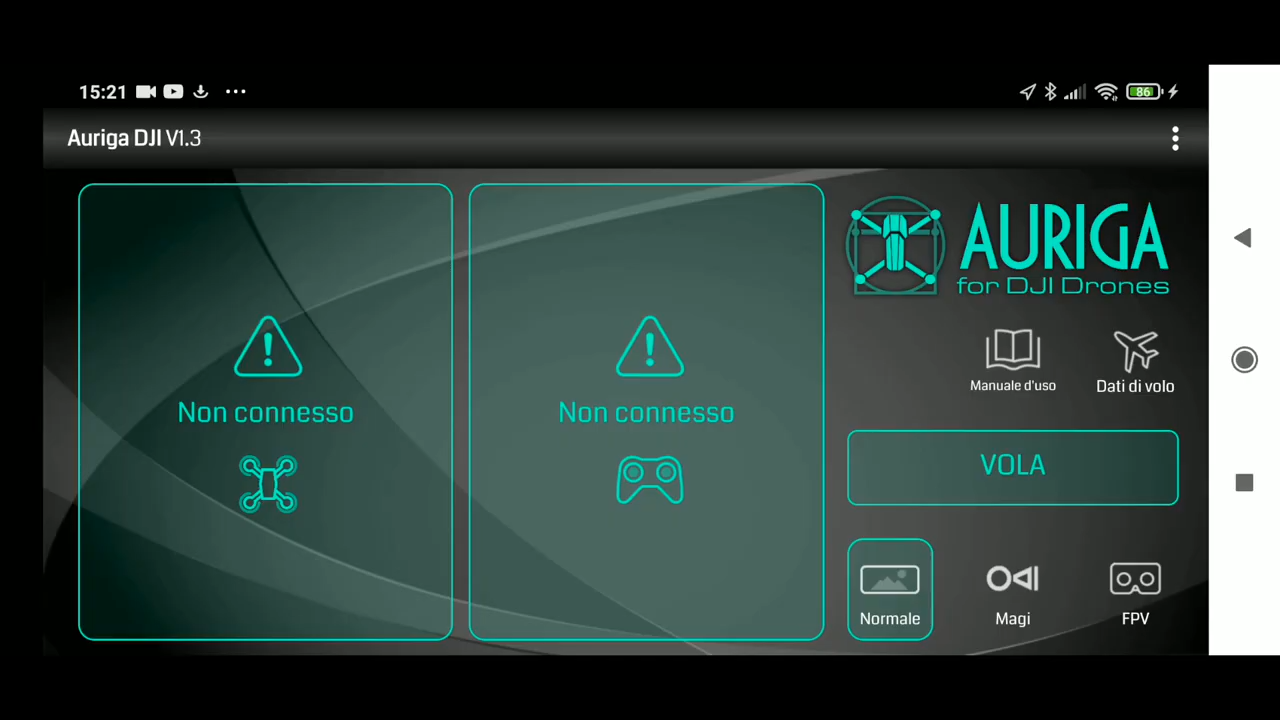 15:21
86
Auriga DJI V1.3
Non connesso
Non connesso
AURIGA
for DJI Drones
Manuale d'uso
Dati di volo
VOLA
Normale
Magi
FPV